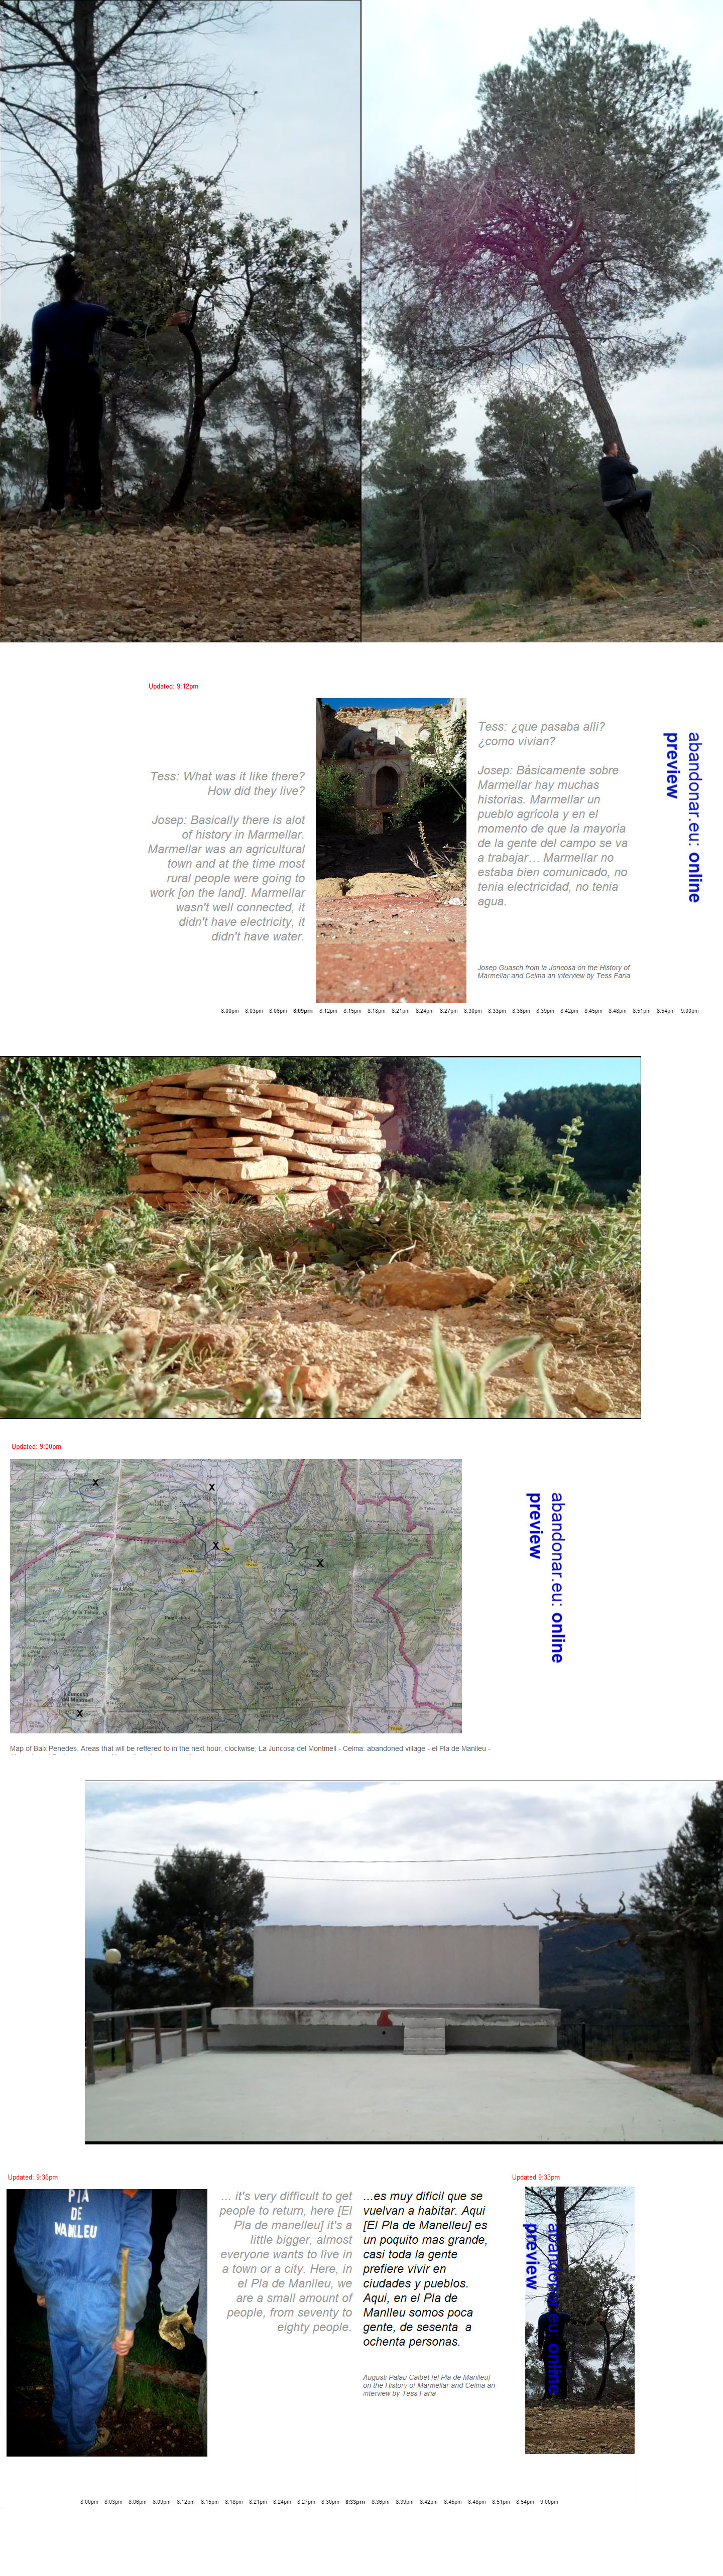 Updated: 9:12pm
Tess: What was it like there?
How did they live?
Josep: Basically there is alot
of history in Marmellar.
Marmellar was an agricultural
town and at the time most
rural people were going to
work [on the land]. Marmellar
wasn't well connected, it
didn't have electricity, it
didn't have water.
Tess: ¿que pasaba alli?
¿como vivian?
Josep: Básicamente sobre
Marmellar hay muchas
historias. Marmellar un
pueblo agrícola y en el
momento de que la mayoría
de la gente del campo se va
a trabajar… Marmellar no
estaba bien comunicado, no
tenia electricidad, no tenia
agua.
Josep Guasch from la Joncosa on the History of
Marmellar and Celma an interview by Tess Faria
abandonar.eu: online
preview
8:00pm 8:03pm 8:06pm 8:09pm 8:12pm 8:15pm 8:18pm 8:21pm 8:24pm 8:27pm 8:30pm 8:33pm 8:36pm 8:39pm 8:42pm 8:45pm 8:48pm 8:51pm 8:54pm 9:00pm
Updated: 9:00pm
X
X
X
X
X
abandonar.eu: online
preview
Map of Baix Penedes. Areas that will be reffered to in the next hour, clockwise; La Juncosa del Montmell - Celma: abandoned village - el Pla de Manlleu -
Updated: 9:36pm
PlA
DE
MANLLEU
... it's very difficult to get
people to return, here [El
Pla de manelleu] it's a
little bigger, almost
everyone wants to live in
a town or a city. Here, in
el Pla de Manlleu, we
are a small amount of
people, from seventy to
eighty people.
...es muy dificil que se
vuelvan a habitar. Aqui
[El Pla de Manelleu] es
un poquito mas grande,
casi toda la gente
prefiere vivir en
ciudades y pueblos.
Aqui, en el Pla de
Manlleu somos poca
gente, de sesenta a
ochenta personas.
Augusti Palau Calbet [el Pla de Manlleu]
on the History of Marmellar and Celma an
interview by Tess Faria
Updated 9:33pm
abandonar.eu: online
preview
8:00pm 8:03pm 8:06pm 8:09pm 8:12pm 8:15pm 8:18pm 8:21pm 8:24pm 8:27pm 8:30pm 8:33pm 8:36pm 8:39pm 8:42pm 8:45pm 8:48pm 8:51pm 8:54pm 9:00pm